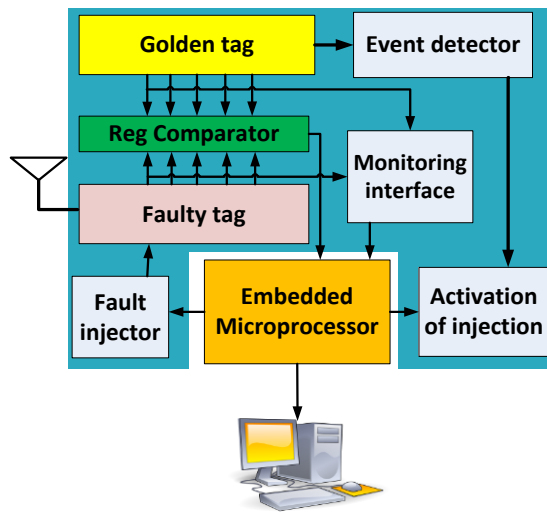 Golden tag
Event detector
Reg Comparator
Monitoring
interface
Faulty tag
Fault
injector
Embedded
Microprocessor
Activation
of injection